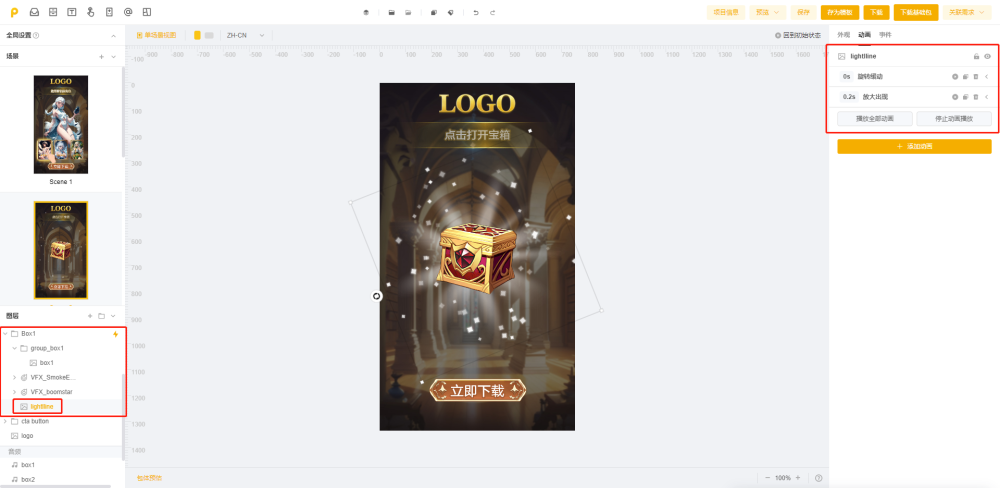 项目信息
预览
保存
存为模板
下载
下载基础包
关联需求
全局设置
单场景视图
ZH-CN
回到初始状态
外观
动画
事件
场景
LOGO
Scene 1
LOGO
图层
Box1
group_box1
box1
VFX_SmokeE...
VFX_boomstar
lightlline
cta button
logo
音频
box1
box2
-900
-800
-700
-600
-500
-400
-300
-200
-100
0
100
200
300
400
500
600
700
800
900
1000
1100
1200
1300
1400
1500
1600
-100
0
100
200
300
400
500
600
700
800
900
1000
1100
1200
1300
1400
LOGO
点击打开宝箱
立即下载
包体预览
100%
lightlline
0s
旋转缓动
0.2s
放大出现
播放全部动画
停止动画播放
添加动画